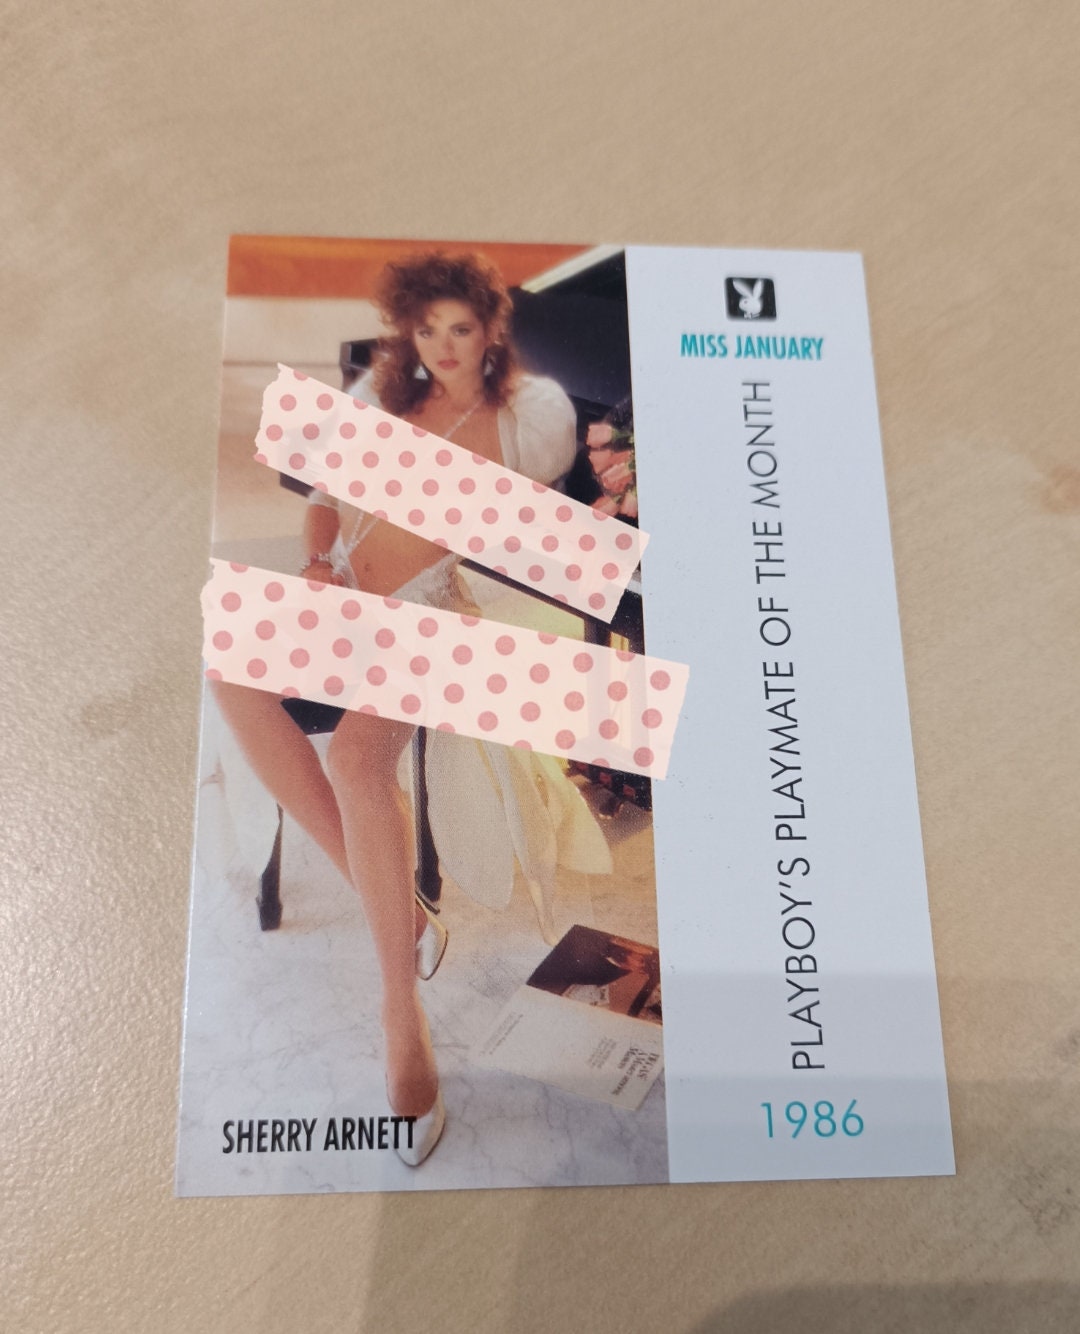 MISS JANUARY
PLAYBOY'S PLAYMATE OF THE MONTH
1986
SHERRY ARNETT